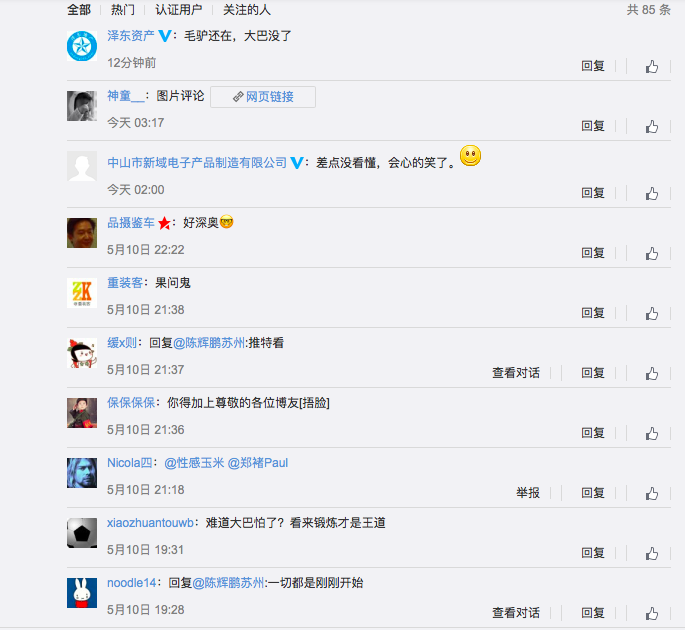 全部 热门 认证用户 关注的人 共 85 条
泽东资产：毛驴还在，大巴没了
12分钟前
回复
神童__：图片评论 网页链接
今天 03:17
回复
中山市新域电子产品制造有限公司：差点没看懂，会心的笑了。
今天 02:00
回复
品摄鉴车：好深奥
5月10日 22:22
回复
重装客：果问鬼
5月10日 21:38
回复
缓x则：回复@陈辉鹏苏州:推特看
5月10日 21:37
查看对话 回复
保保保保：你得加上尊敬的各位博友[捂脸]
5月10日 21:36
回复
Nicola四：@性感玉米 @郑褚Paul
5月10日 21:18
举报 回复
xiaozhuantouwb：难道大巴怕了？看来锻炼才是王道
5月10日 19:31
回复
noodle14：回复@陈辉鹏苏州:一切都是刚刚开始
5月10日 19:28
查看对话 回复